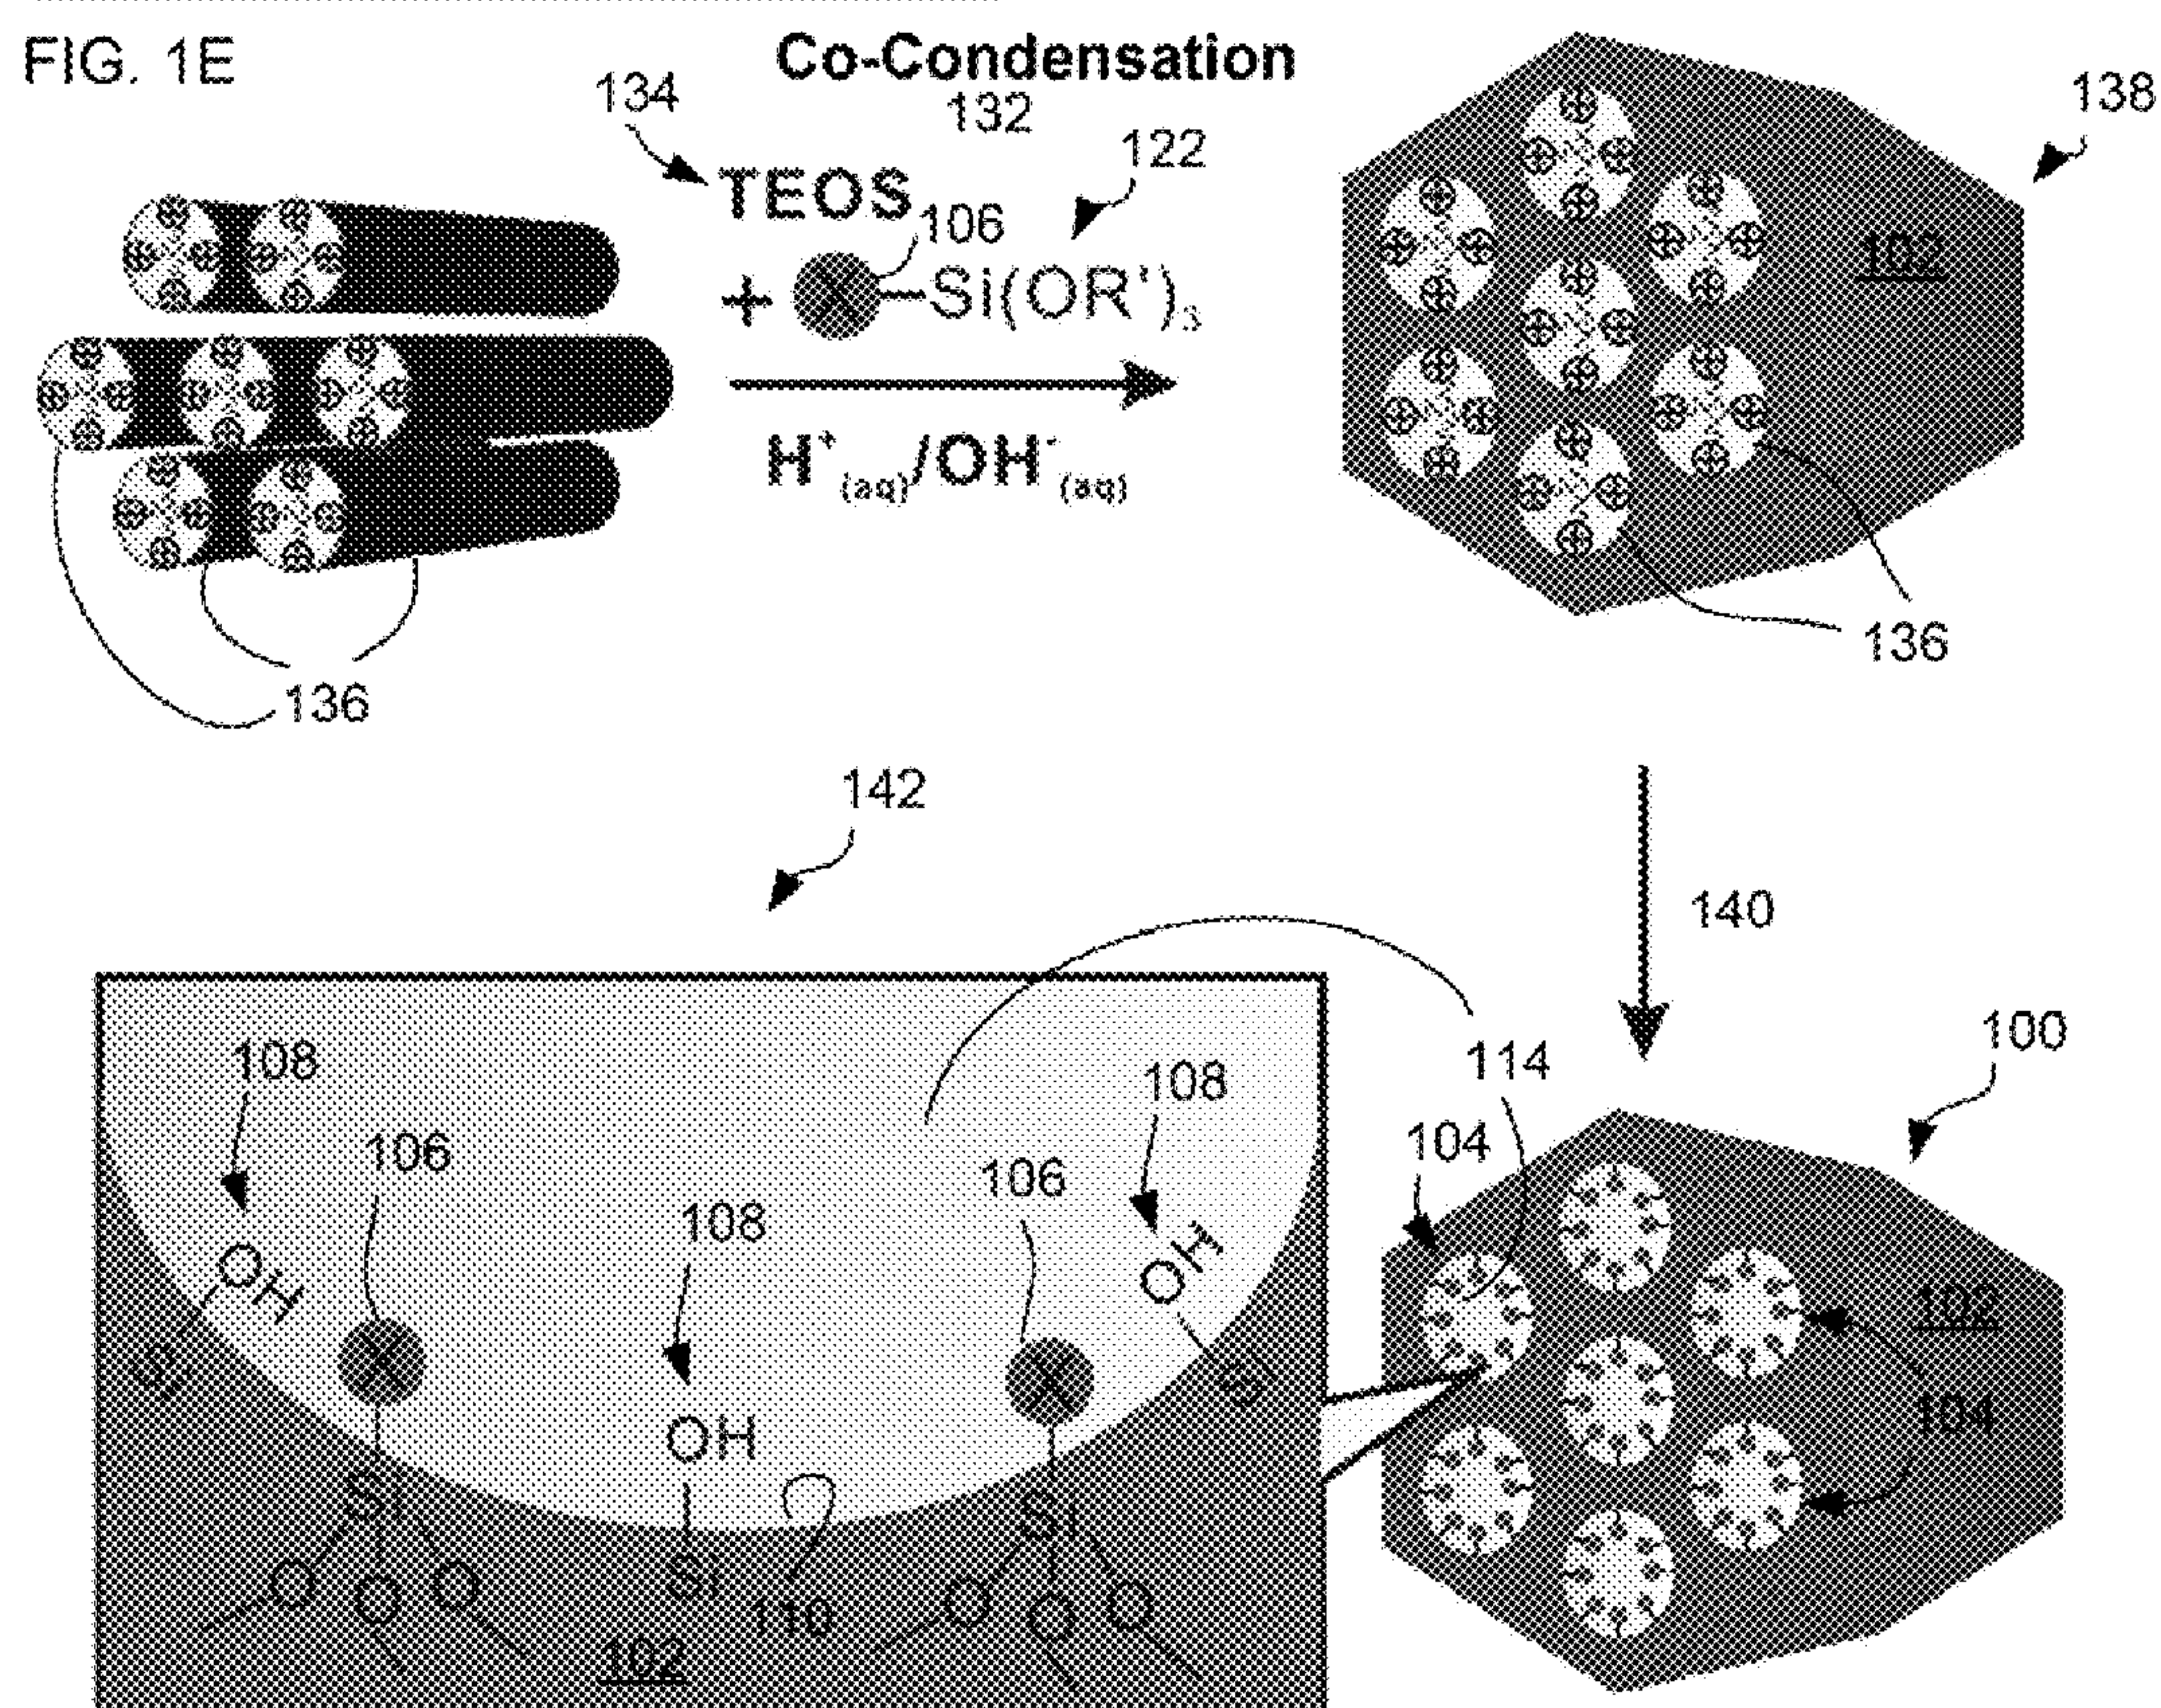 FIG. 1E
Co-Condensation
132
134
122
138
TEOS
106
+ X-Si(OR')3
H+(aq)/OH-(aq)
102
136
136
142
140
100
114
108
108
106
104
106
108
OH
OH
X
X
OH
102
104
Si
Si
Si
Si
Si
O
O
O
O
O
O
110
102